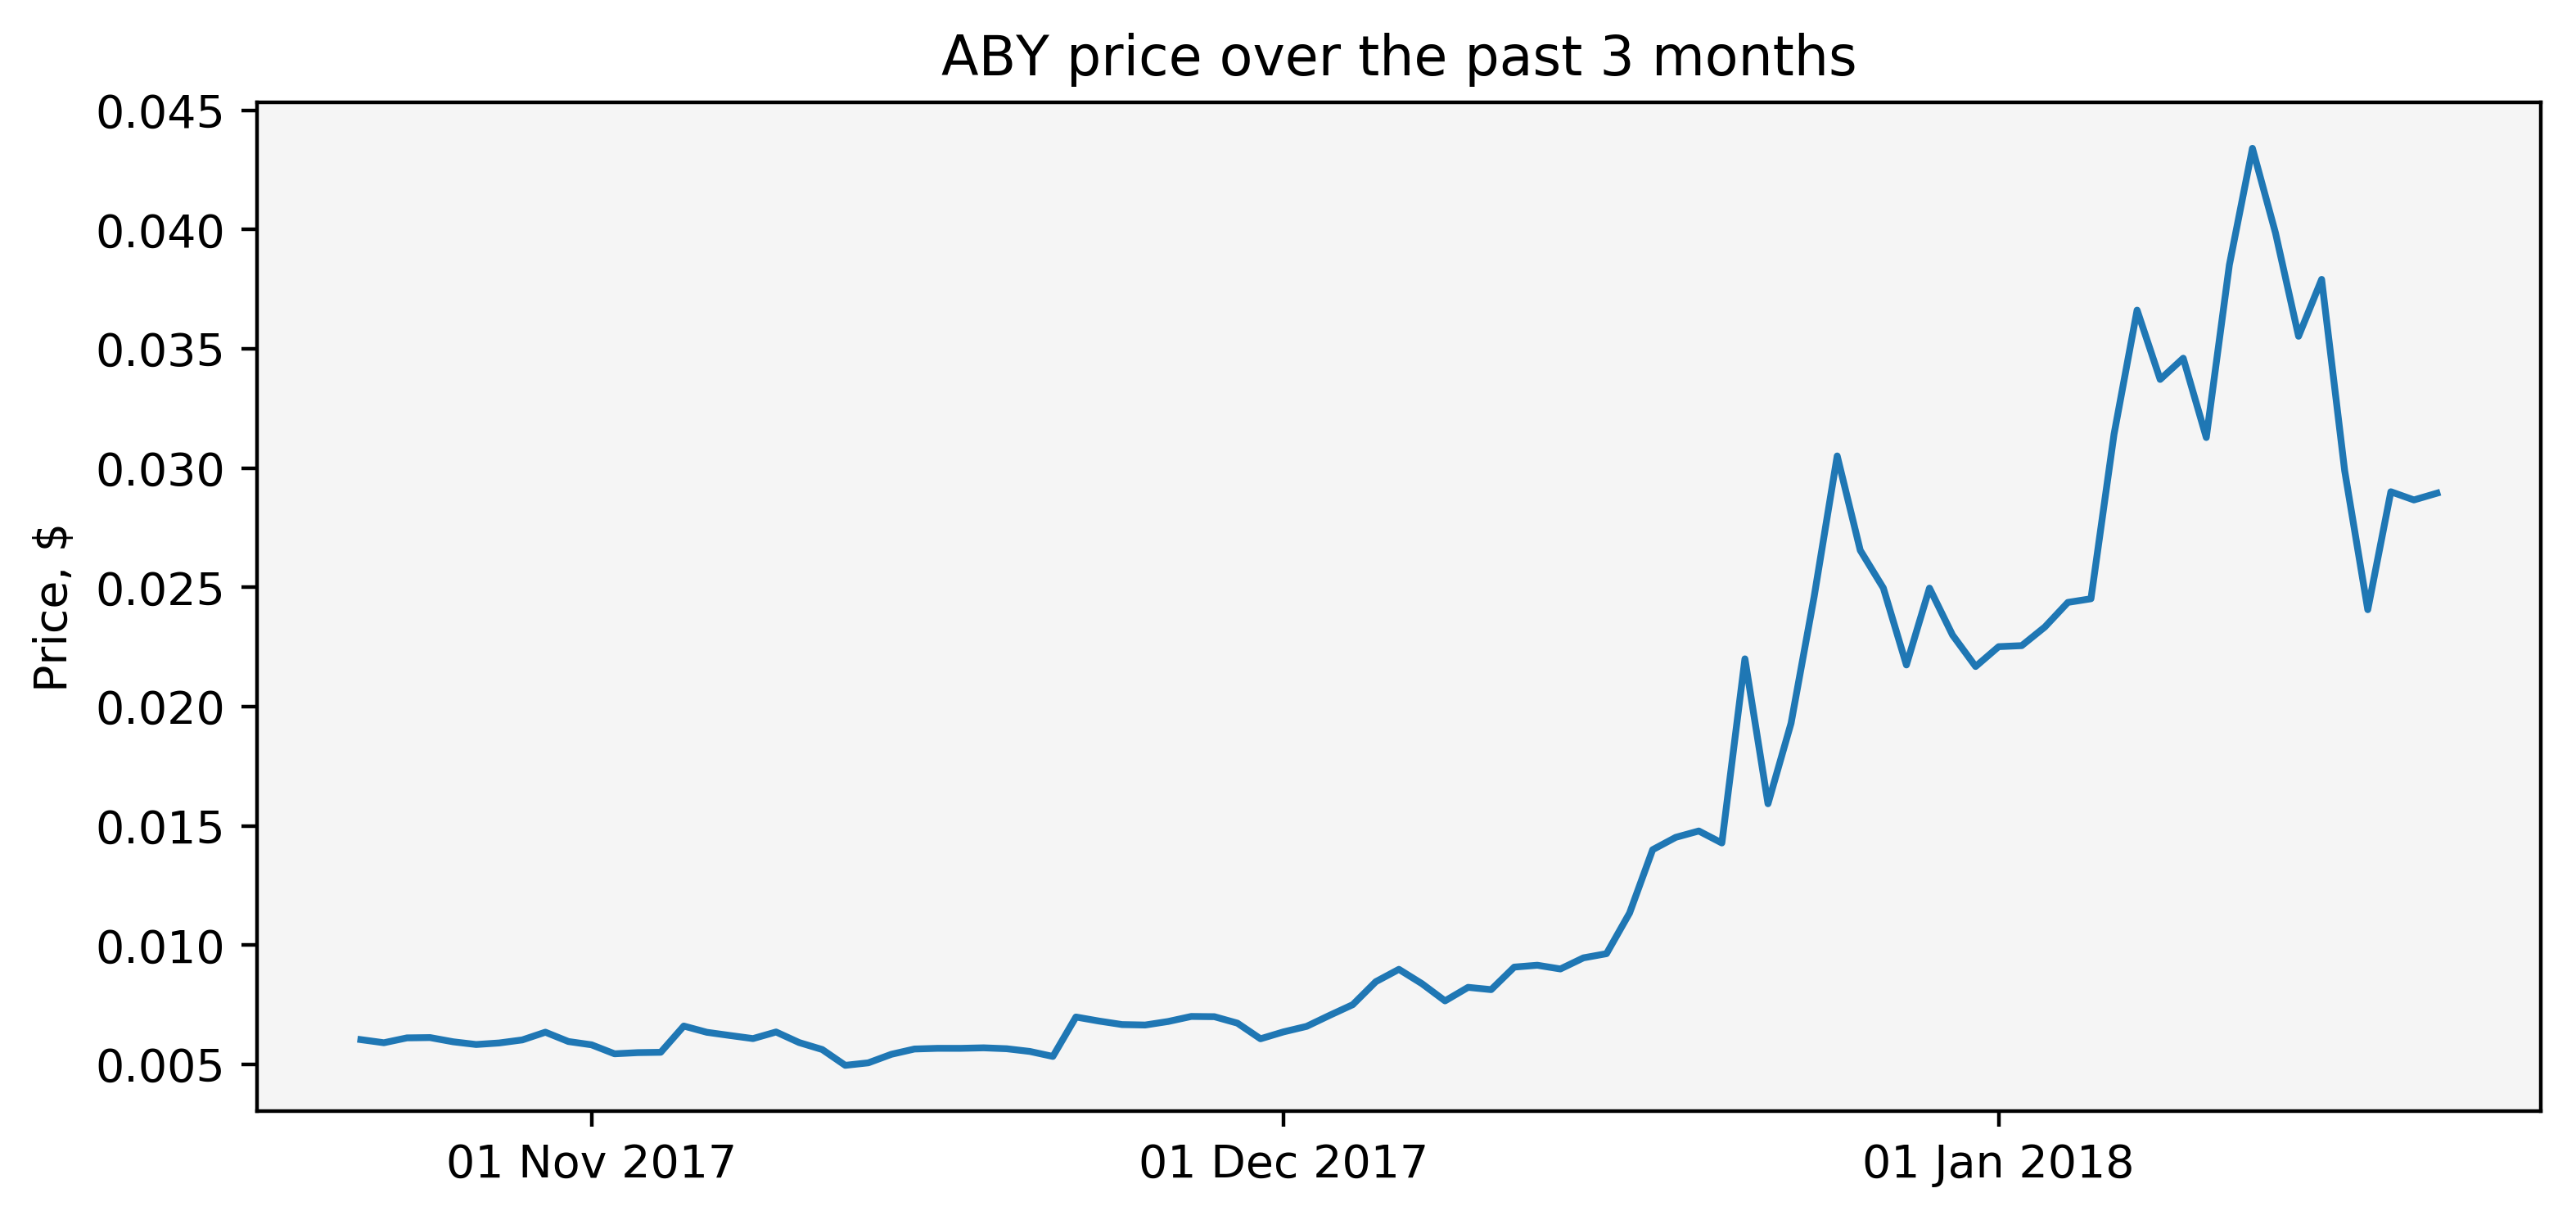 ABY price over the past 3 months
Price, $
0.045
0.040
0.035
0.030
0.025
0.020
0.015
0.010
0.005
01 Nov 2017
01 Dec 2017
01 Jan 2018